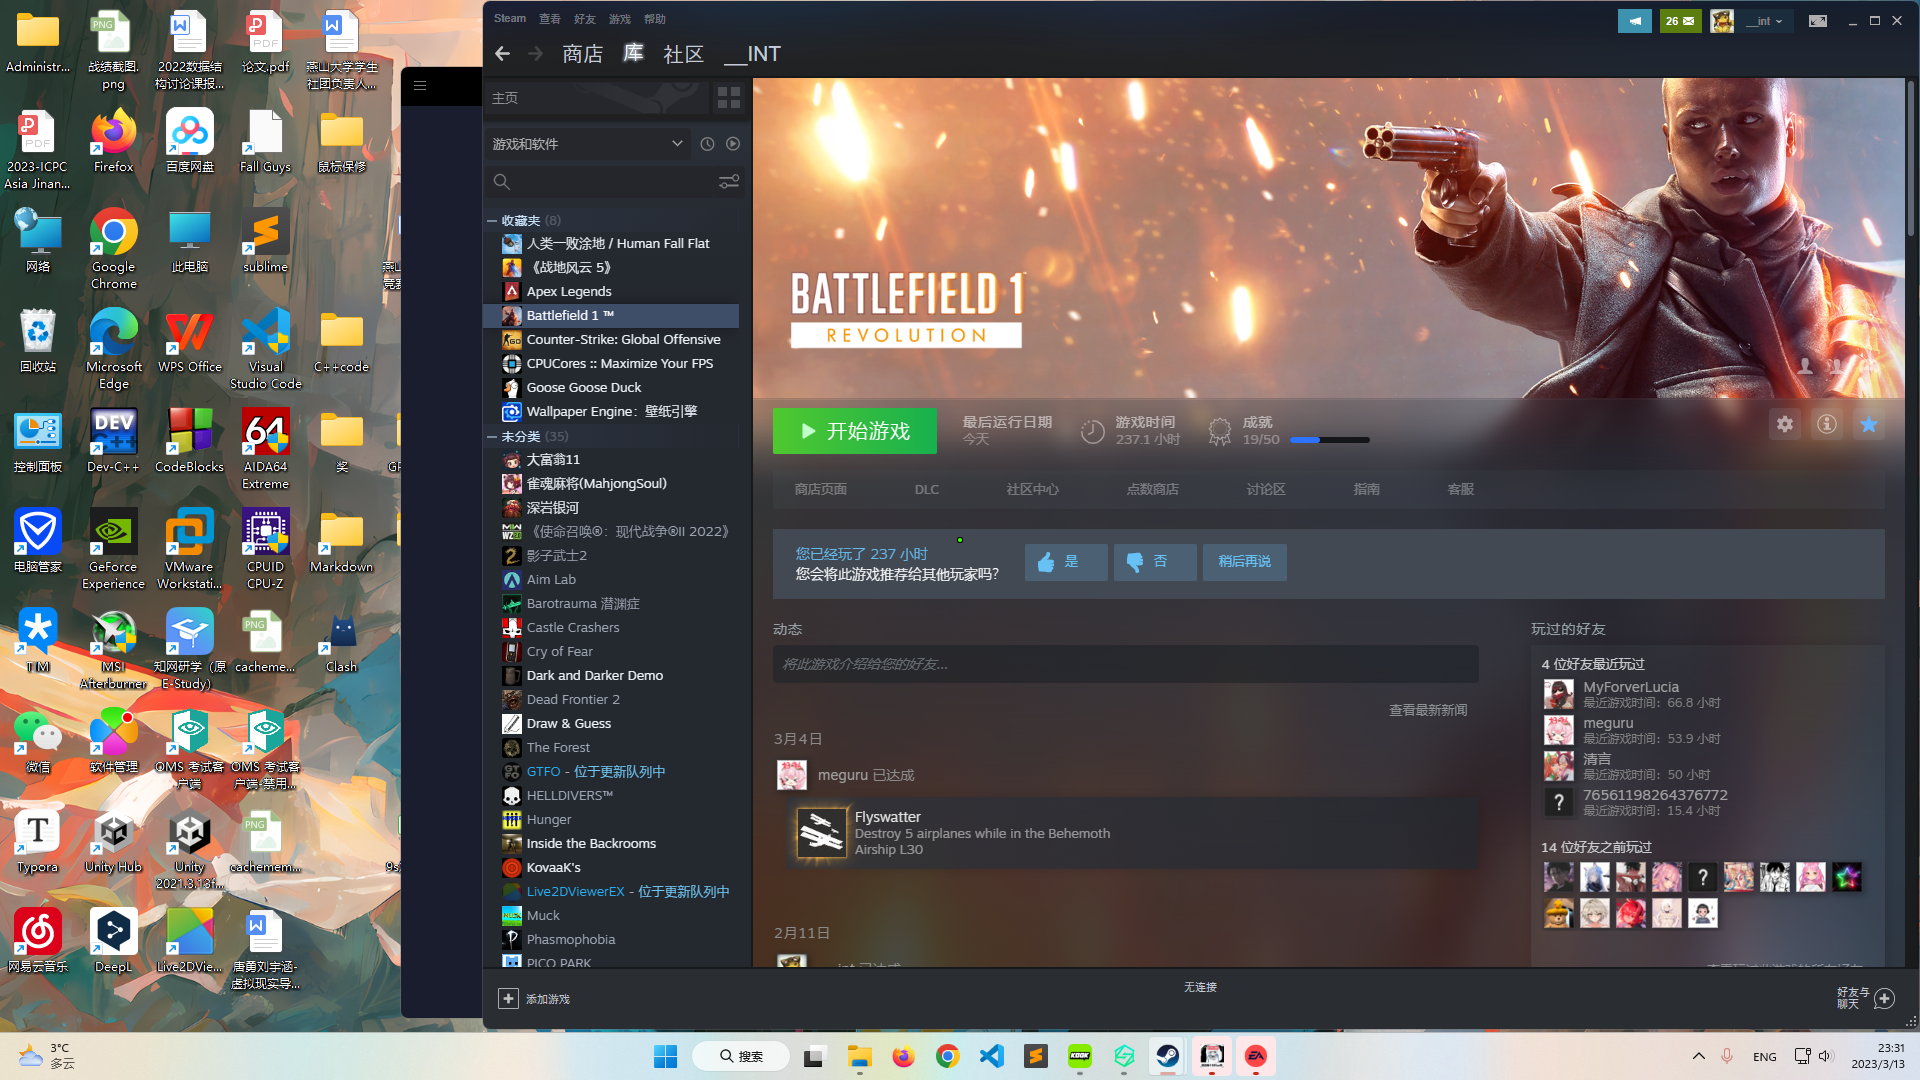 Steam 查看 好友 游戏 帮助
26
__int
商店 库 社区 __INT
主页
游戏和软件
收藏夹 (8)
人类一败涂地 / Human Fall Flat
《战地风云 5》
Apex Legends
Battlefield 1 ™
Counter-Strike: Global Offensive
CPUCores :: Maximize Your FPS
Goose Goose Duck
Wallpaper Engine：壁纸引擎
未分类 (35)
大富翁11
雀魂麻将(MahjongSoul)
深岩银河
《使命召唤®：现代战争®II 2022》
影子武士2
Aim Lab
Barotrauma 潜渊症
Castle Crashers
Cry of Fear
Dark and Darker Demo
Dead Frontier 2
Draw & Guess
The Forest
GTFO - 位于更新队列中
HELLDIVERS™
Hunger
Inside the Backrooms
KovaaK's
Live2DViewerEX - 位于更新队列中
Muck
Phasmophobia
PICO PARK
添加游戏
BATTLEFIELD 1™
REVOLUTION
开始游戏
最后运行日期
今天
游戏时间
237.1 小时
成就
19/50
商店页面 DLC 社区中心 点数商店 讨论区 指南 客服
您已经玩了 237 小时
您会将此游戏推荐给其他玩家吗？
是 否 稍后再说
动态
将此游戏介绍给您的好友...
查看最新新闻
3月4日
meguru 已达成
Flyswatter
Destroy 5 airplanes while in the Behemoth
Airship L30
2月11日
玩过的好友
4 位好友最近玩过
MyForverLucia
最近游戏时间：66.8 小时
meguru
最近游戏时间：53.9 小时
清言
最近游戏时间：50 小时
76561198264376772
最近游戏时间：15.4 小时
14 位好友之前玩过
无连接
好友与
聊天
Administr...
战绩截图.
png
2022数据结
构讨论课报...
论文.pdf
燕山大学学生
社团负责人...
2023-ICPC
Asia Jinan...
Firefox
百度网盘
Fall Guys
鼠标保修
网络
Google
Chrome
此电脑
sublime
回收站
Microsoft
Edge
WPS Office
Visual
Studio Code
C++code
控制面板
Dev-C++
CodeBlocks
AIDA64
Extreme
奖
电脑管家
GeForce
Experience
VMware
Workstati...
CPUID
CPU-Z
Markdown
TIM
MSI
Afterburner
知网研学（原
E-Study)
cacheme...
Clash
微信
软件管理
OMS 考试客
户端
OMS 考试客
户端-禁用...
Typora
Unity Hub
Unity
2021.3.13f...
cachemem...
网易云音乐
DeepL
Live2DVie...
唐勇刘宇涵-
虚拟现实导...
3°C
多云
搜索
ENG
23:31
2023/3/13